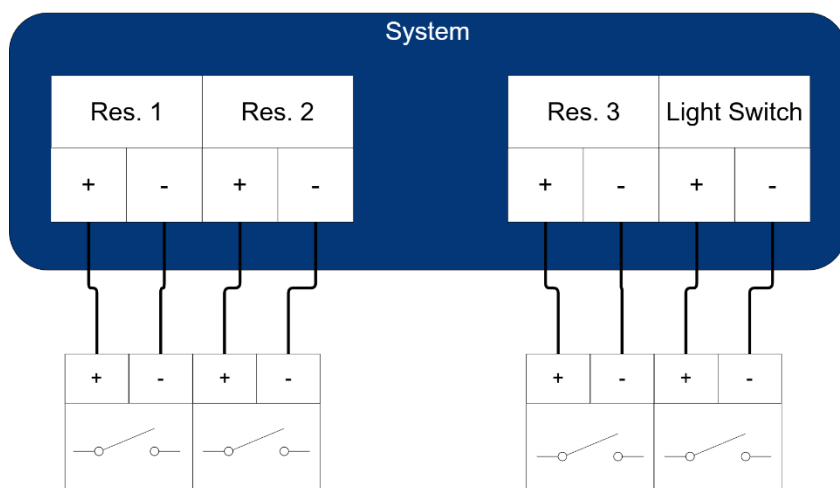 System
Res. 1 Res. 2 Res. 3 Light Switch
+ - + - + - + -
+ - + - + - + -